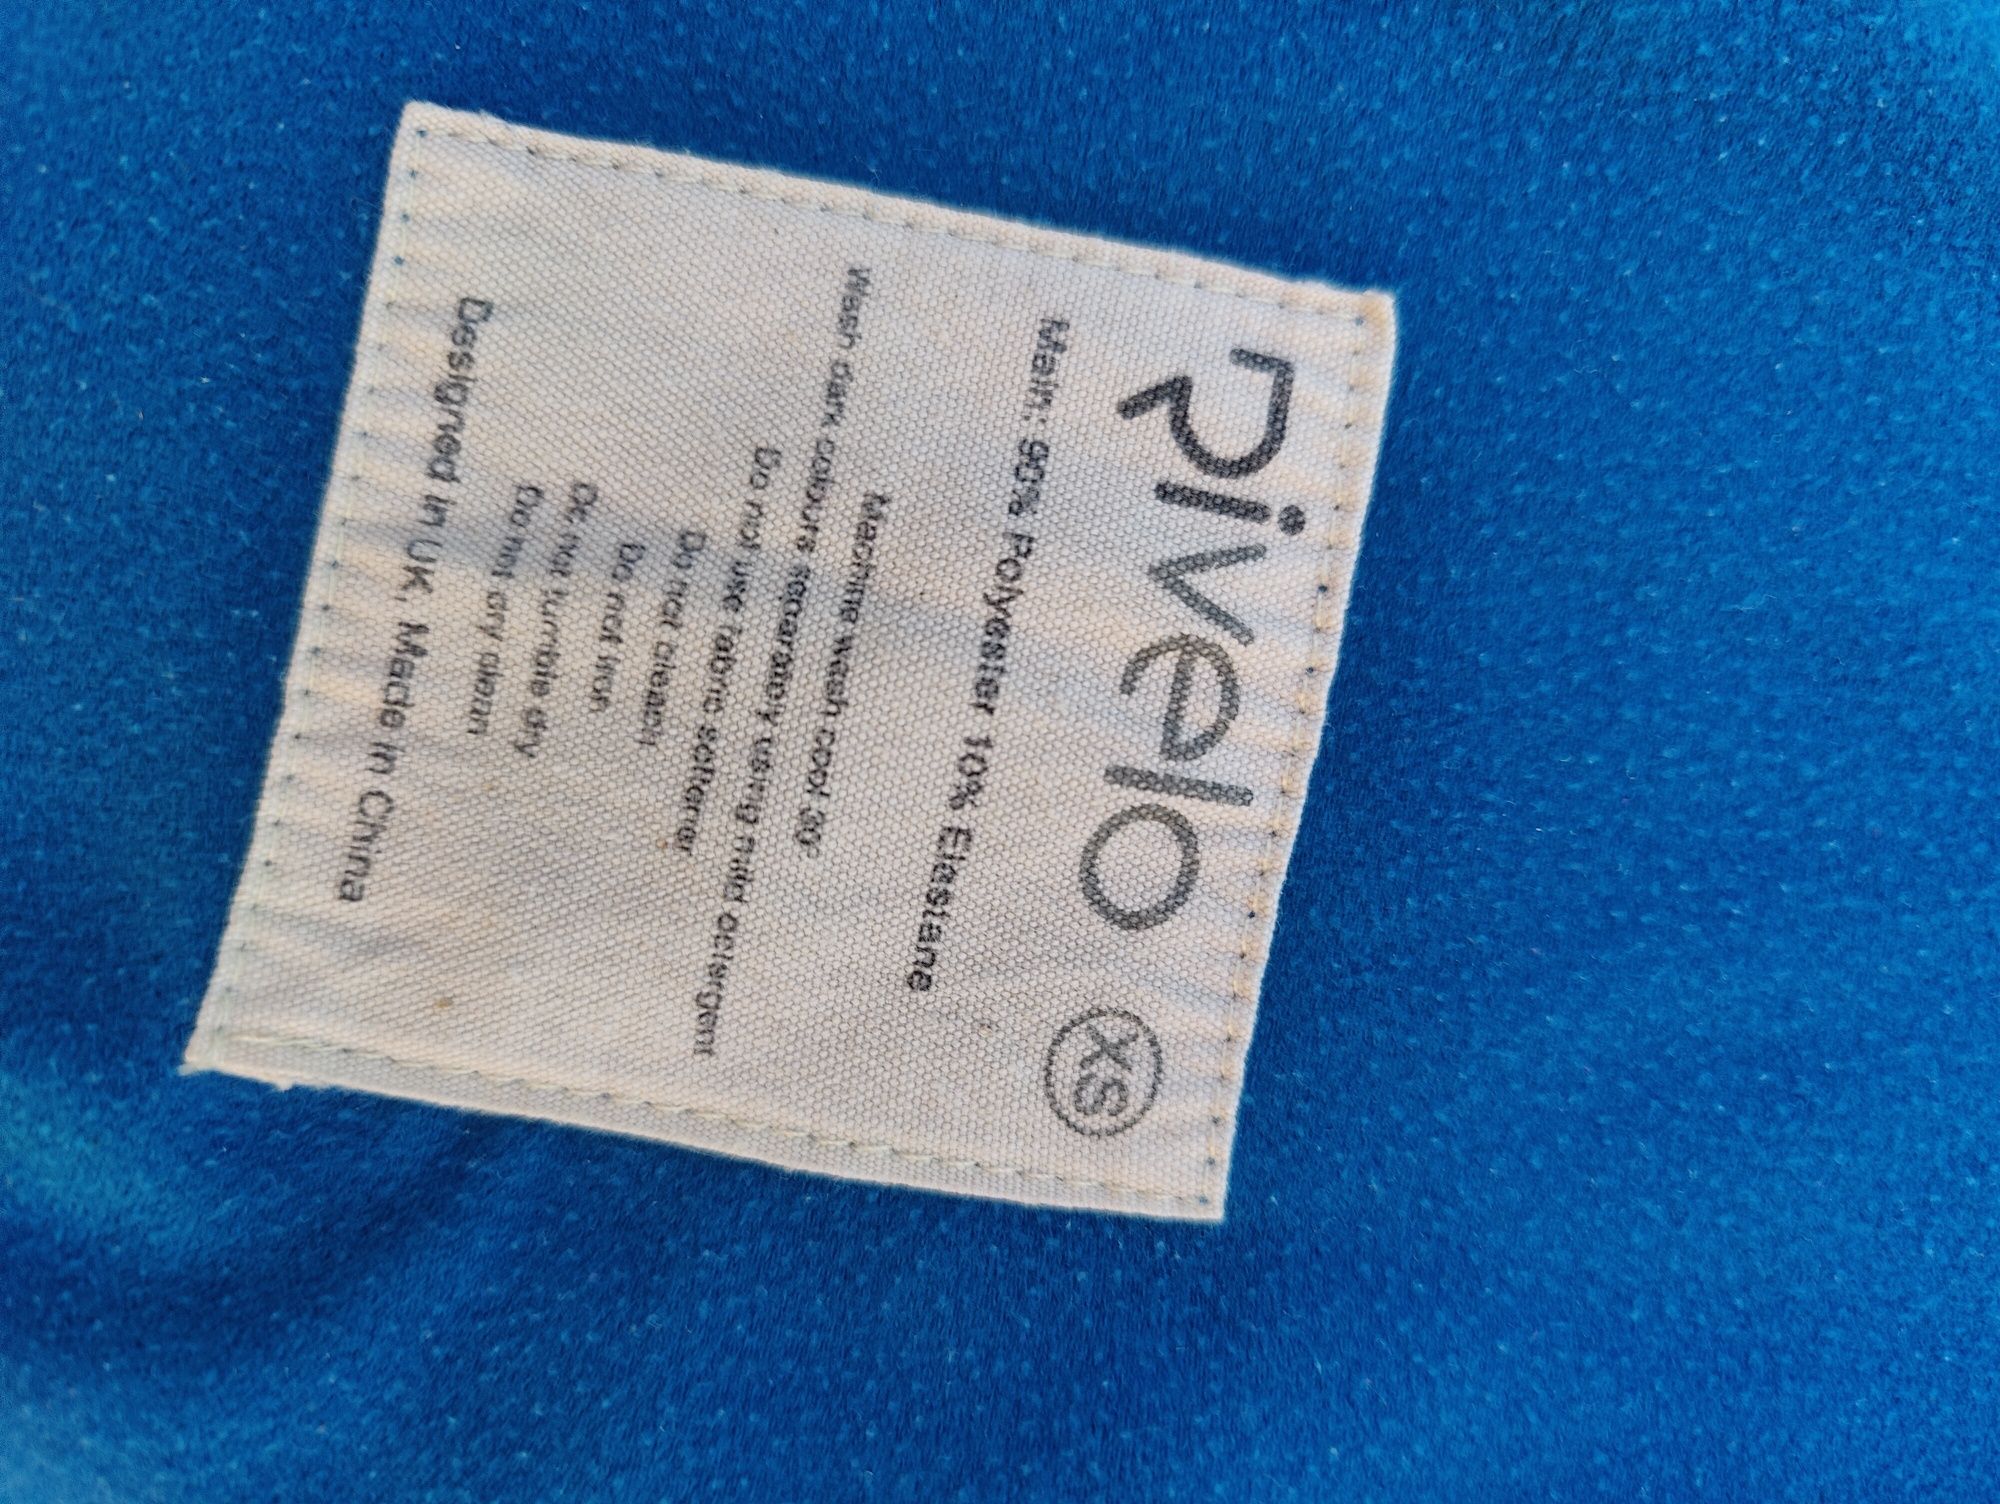 Rivelo XS
Main: 90% Polyester 10% Elastane
Machine wash cool 30°
Wash dark colours separately using mild detergent
Do not use fabric softener
Do not bleach
Do not iron
Do not tumble dry
Do not dry clean
Designed in UK, Made in China